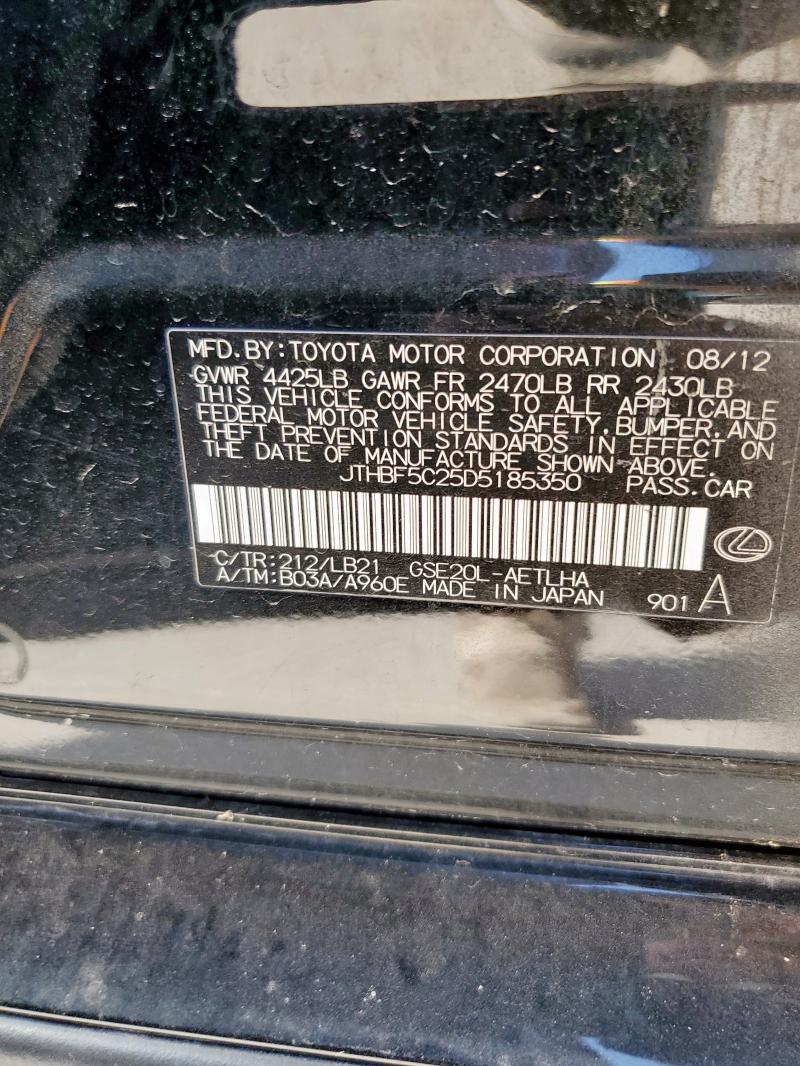 MFD.BY:TOYOTA MOTOR CORPORATION 08/12
GVWR 4425LB GAWR FR 2470LB RR 2430LB
THIS VEHICLE CONFORMS TO ALL APPLICABLE
FEDERAL MOTOR VEHICLE SAFETY,BUMPER,AND
THEFT PREVENTION STANDARDS IN EFFECT ON
THE DATE OF MANUFACTURE SHOWN ABOVE.
JTHBF5C25D5185350 PASS.CAR
C/TR:212/LB21 GSE20L-AETLHA
A/TM:B03A/A960E MADE IN JAPAN 901 A